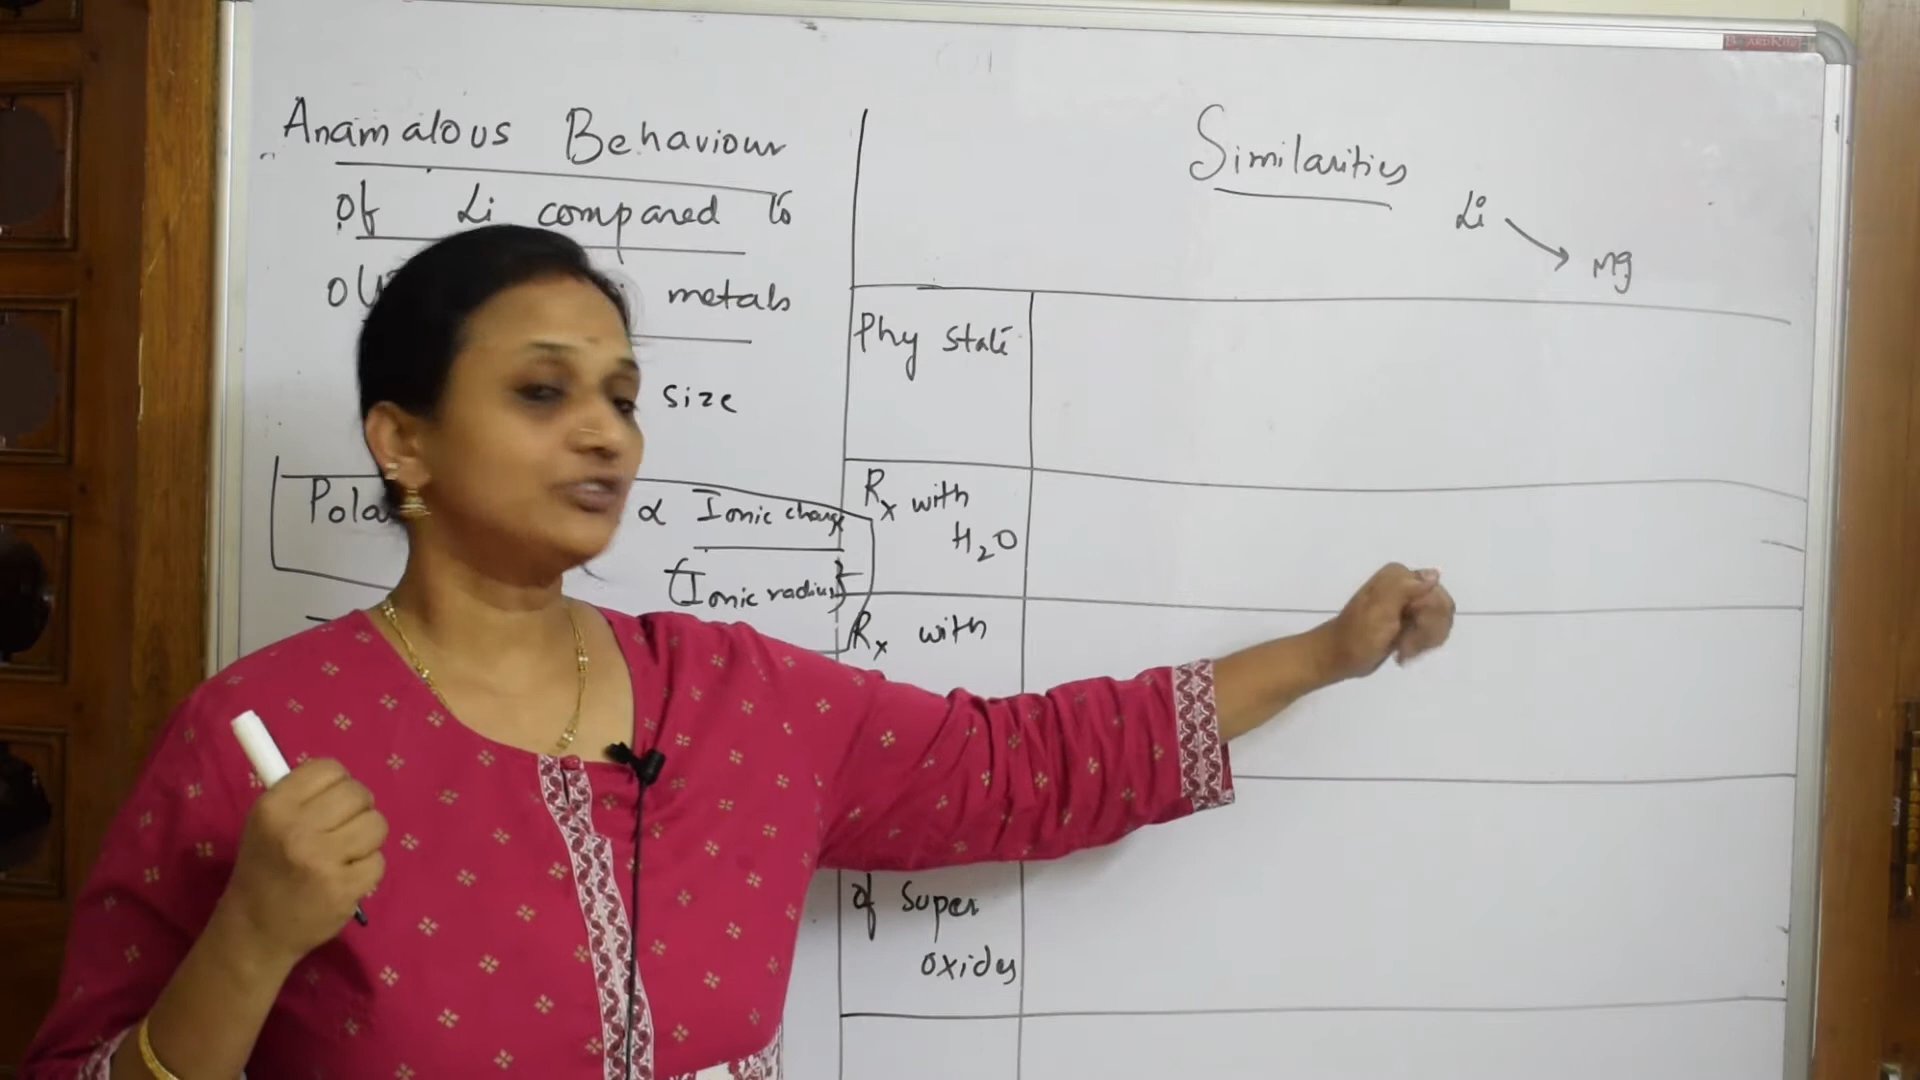 Anamalous Behaviour
of Li compared to
metals
size
α Ionic charge
(Ionic radius)
Similarities
Li → Mg
Phy state
Rx with
H2O
Rx with
of Super
oxides